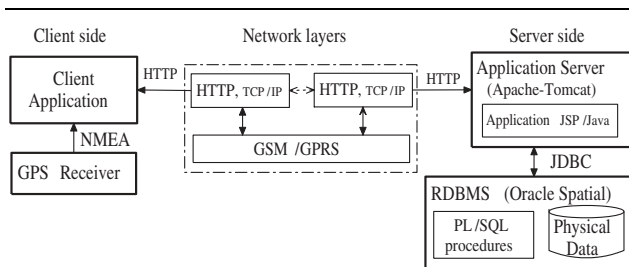 Client side
Network layers
Server side
Client
Application
HTTP
HTTP, TCP/IP
HTTP, TCP/IP
HTTP
Application Server
(Apache-Tomcat)
Application JSP /Java
NMEA
GPS Receiver
GSM /GPRS
JDBC
RDBMS (Oracle Spatial)
PL /SQL
procedures
Physical
Data